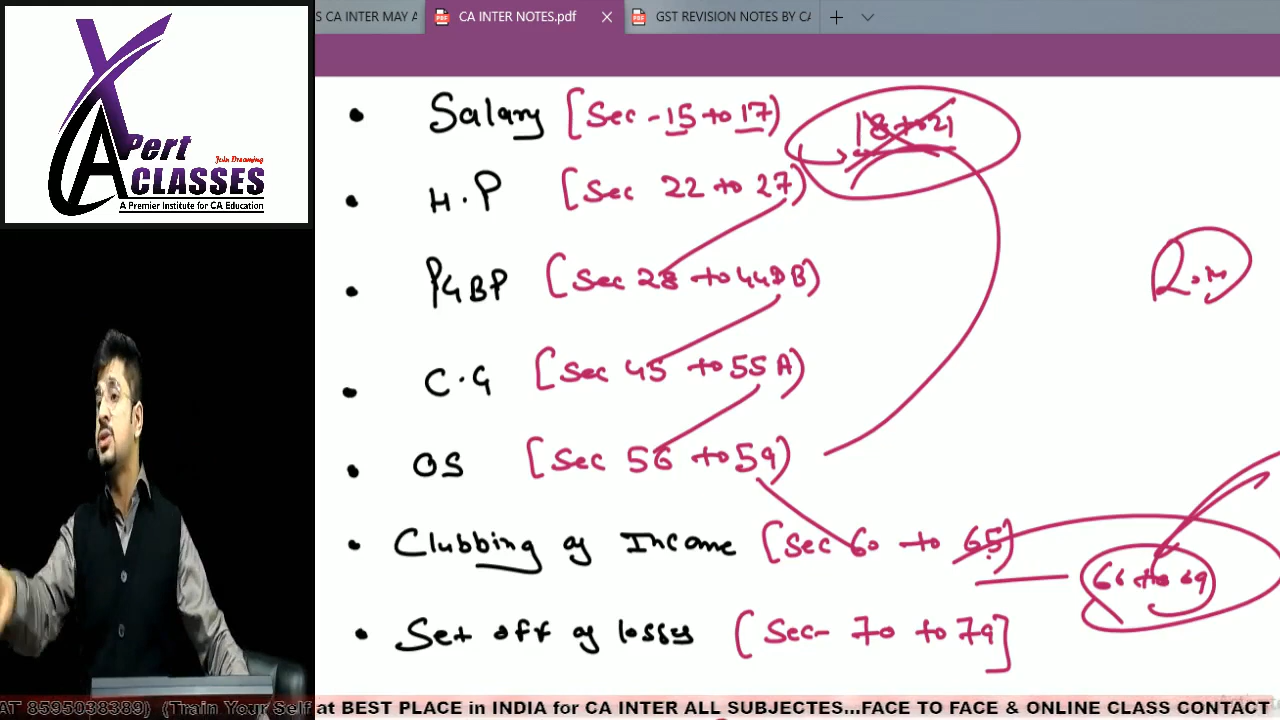 S CA INTER MAY A
CA INTER NOTES.pdf
GST REVISION NOTES BY CA
XPert
Join Dreaming
CA CLASSES
A Premier Institute for CA Education
• Salary [Sec - 15 to 17) 18 to 21
• H.P [Sec 22 to 27)
• PGBP [Sec 28 to 44DB)
• C.G [Sec 45 to 55A)
• OS [Sec 56 to 59)
• Clubbing of Income [Sec 60 to 65)
66 to 69
• Set off of losses [Sec- 70 to 79]
AT 8595038389) (Train Your Self at BEST PLACE in INDIA for CA INTER ALL SUBJECTES...FACE TO FACE & ONLINE CLASS CONTACT